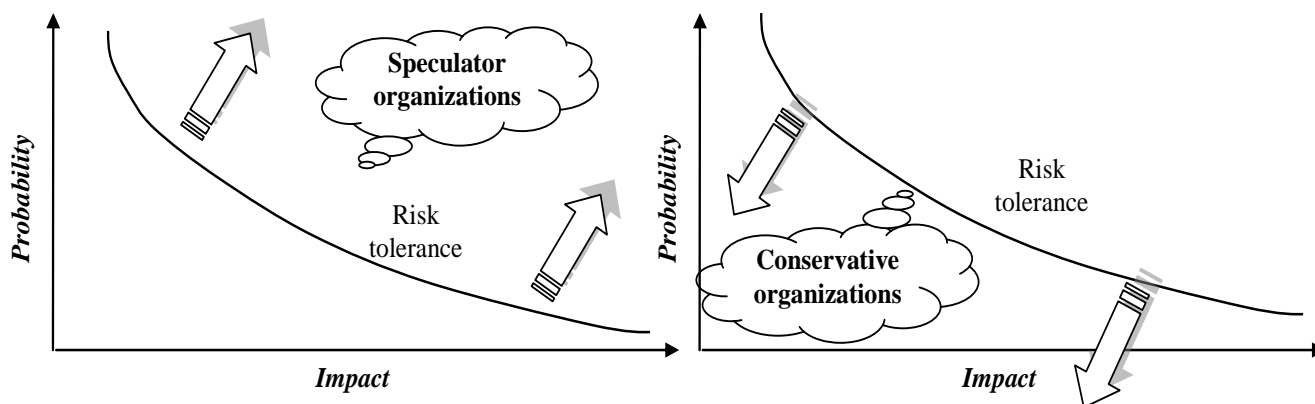 Speculator
organizations
Risk
tolerance
Probability
Impact
Risk
tolerance
Conservative
organizations
Probability
Impact